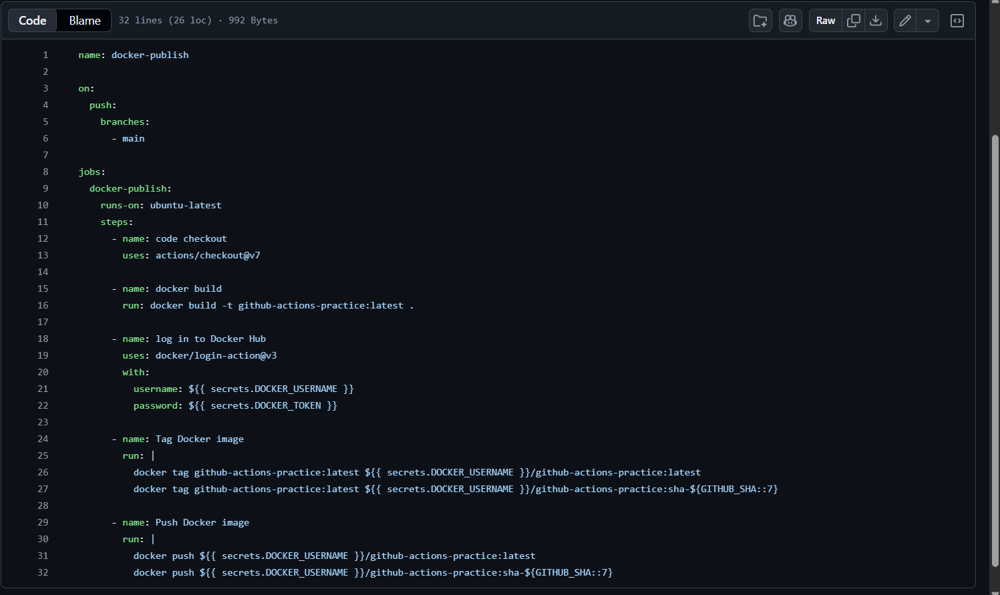 Code Blame 32 lines (26 loc) · 992 Bytes Raw
1 name: docker-publish
2
3 on:
4 push:
5 branches:
6 - main
7
8 jobs:
9 docker-publish:
10 runs-on: ubuntu-latest
11 steps:
12 - name: code checkout
13 uses: actions/checkout@v7
14
15 - name: docker build
16 run: docker build -t github-actions-practice:latest .
17
18 - name: log in to Docker Hub
19 uses: docker/login-action@v3
20 with:
21 username: ${{ secrets.DOCKER_USERNAME }}
22 password: ${{ secrets.DOCKER_TOKEN }}
23
24 - name: Tag Docker image
25 run: |
26 docker tag github-actions-practice:latest ${{ secrets.DOCKER_USERNAME }}/github-actions-practice:latest
27 docker tag github-actions-practice:latest ${{ secrets.DOCKER_USERNAME }}/github-actions-practice:sha-${GITHUB_SHA::7}
28
29 - name: Push Docker image
30 run: |
31 docker push ${{ secrets.DOCKER_USERNAME }}/github-actions-practice:latest
32 docker push ${{ secrets.DOCKER_USERNAME }}/github-actions-practice:sha-${GITHUB_SHA::7}